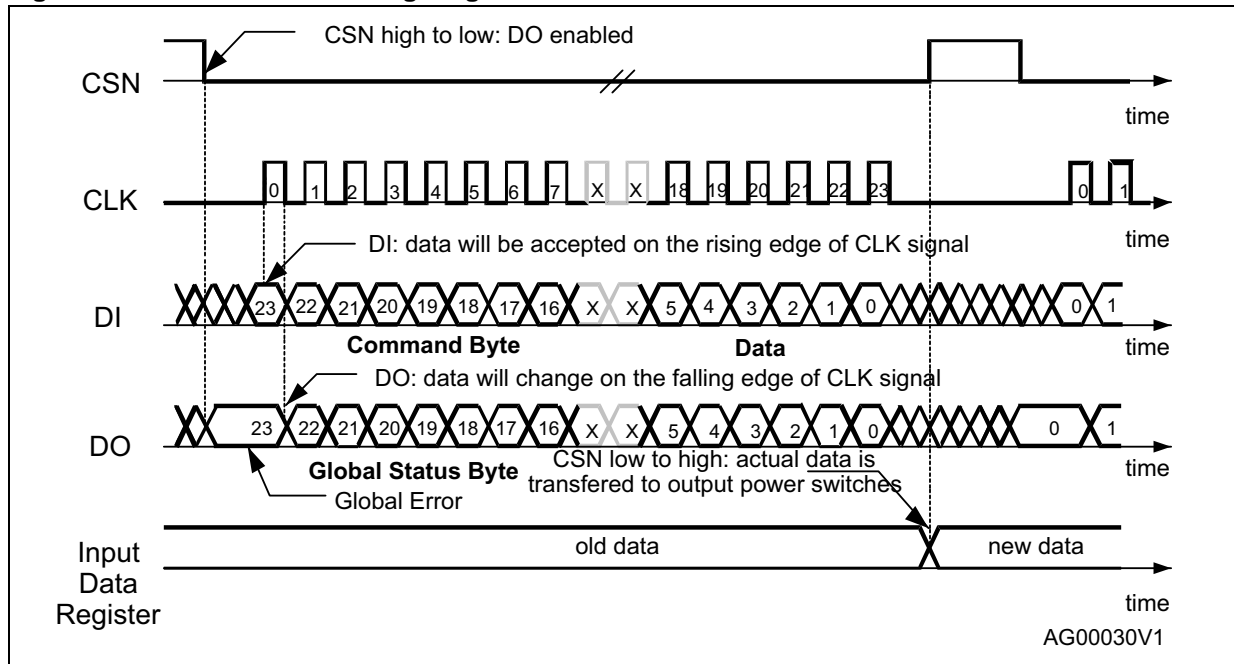 CSN high to low: DO enabled
CSN
time
0 1 2 3 4 5 6 7 X X 18 19 20 21 22 23 0 1
CLK
time
DI: data will be accepted on the rising edge of CLK signal
23 22 21 20 19 18 17 16 X X 5 4 3 2 1 0 0 1
DI
Command Byte Data
time
DO: data will change on the falling edge of CLK signal
23 22 21 20 19 18 17 16 X X 5 4 3 2 1 0 0 1
DO
Global Status Byte
CSN low to high: actual data is
transfered to output power switches
time
Global Error
old data new data
Input
Data
Register
time
AG00030V1